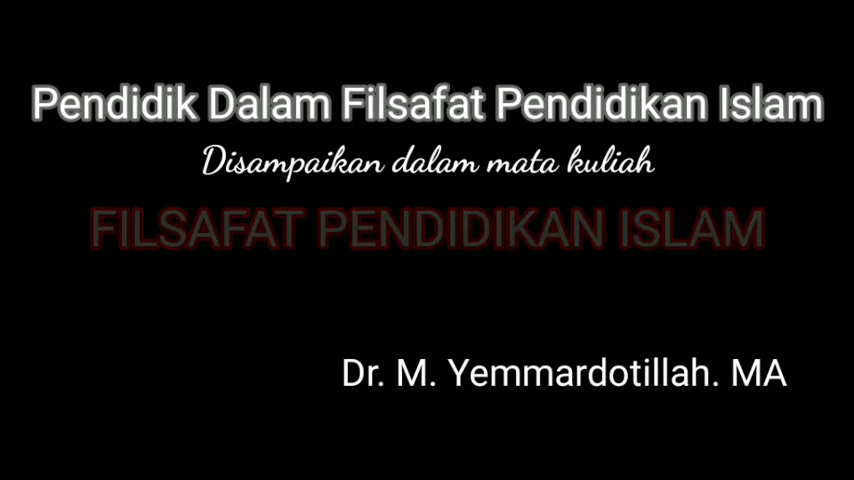 Pendidik Dalam Filsafat Pendidikan Islam
Disampaikan dalam mata kuliah
FILSAFAT PENDIDIKAN ISLAM
Dr. M. Yemmardotillah. MA